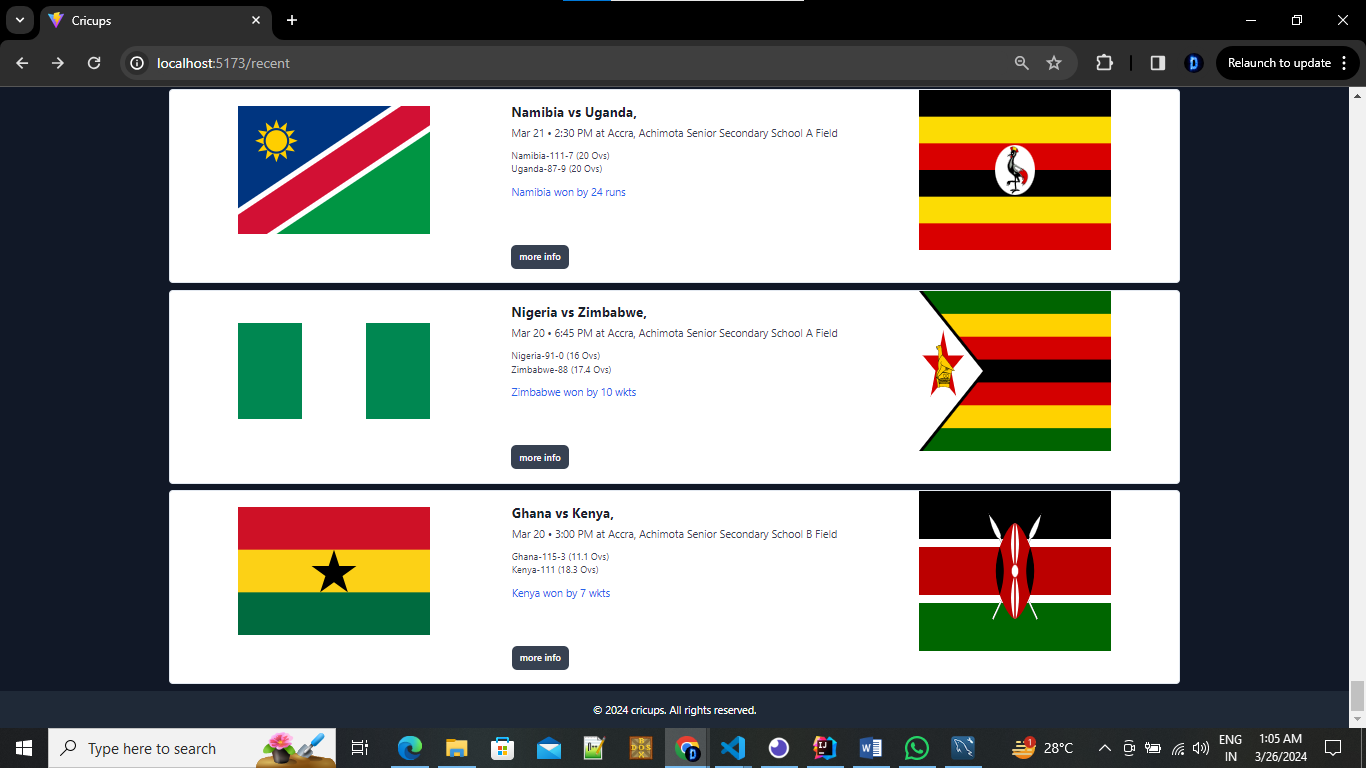 Cricups
localhost:5173/recent
Relaunch to update
Namibia vs Uganda,
Mar 21 • 2:30 PM at Accra, Achimota Senior Secondary School A Field
Namibia-111-7 (20 Ovs)
Uganda-87-9 (20 Ovs)
Namibia won by 24 runs
more info
Nigeria vs Zimbabwe,
Mar 20 • 6:45 PM at Accra, Achimota Senior Secondary School A Field
Nigeria-91-0 (16 Ovs)
Zimbabwe-88 (17.4 Ovs)
Zimbabwe won by 10 wkts
more info
Ghana vs Kenya,
Mar 20 • 3:00 PM at Accra, Achimota Senior Secondary School B Field
Ghana-115-3 (11.1 Ovs)
Kenya-111 (18.3 Ovs)
Kenya won by 7 wkts
more info
© 2024 cricups. All rights reserved.
Type here to search
28°C
ENG
IN
1:05 AM
3/26/2024